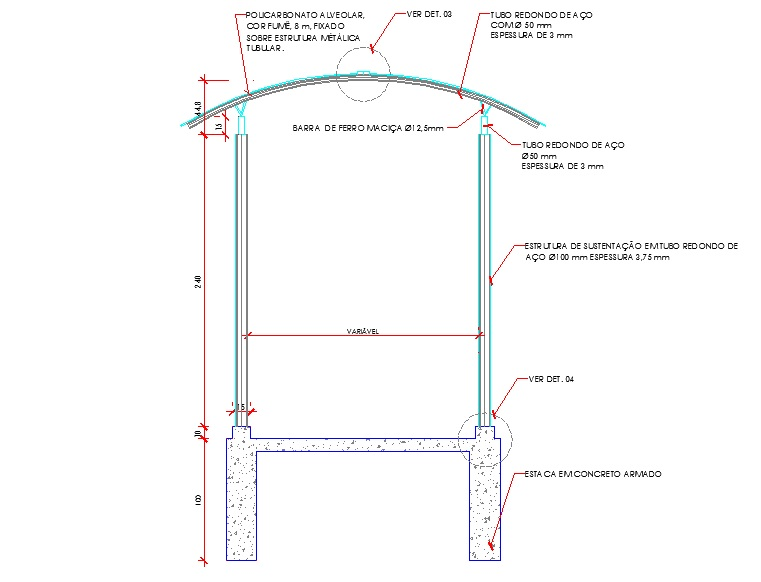 POLICARBONATO ALVEOLAR,
COR FUMÊ, 8 m, FIXADO
SOBRE ESTRUTURA METÁLICA
TUBULAR.
VER DET. 03
TUBO REDONDO DE AÇO
COM Ø 50 mm
ESPESSURA DE 3 mm
44,8
15
BARRA DE FERRO MACIÇA Ø12,5mm
TUBO REDONDO DE AÇO
Ø50 mm
ESPESSURA DE 3 mm
ESTRUTURA DE SUSTENTAÇÃO EM TUBO REDONDO DE
AÇO Ø100 mm ESPESSURA 3,75 mm
240
VARIÁVEL
VER DET. 04
15
10
ESTACA EM CONCRETO ARMADO
100